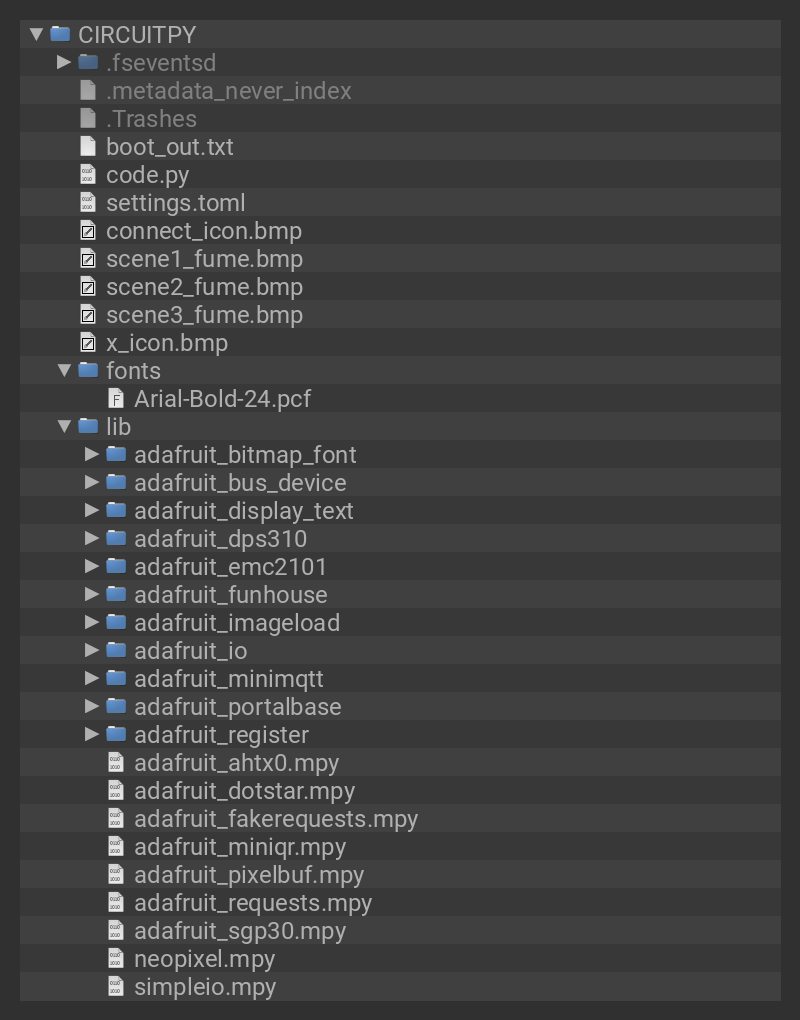 CIRCUITPY
.fseventsd
.metadata_never_index
.Trashes
boot_out.txt
code.py
settings.toml
connect_icon.bmp
scene1_fume.bmp
scene2_fume.bmp
scene3_fume.bmp
x_icon.bmp
fonts
Arial-Bold-24.pcf
lib
adafruit_bitmap_font
adafruit_bus_device
adafruit_display_text
adafruit_dps310
adafruit_emc2101
adafruit_funhouse
adafruit_imageload
adafruit_io
adafruit_minimqtt
adafruit_portalbase
adafruit_register
adafruit_ahtx0.mpy
adafruit_dotstar.mpy
adafruit_fakerequests.mpy
adafruit_miniqr.mpy
adafruit_pixelbuf.mpy
adafruit_requests.mpy
adafruit_sgp30.mpy
neopixel.mpy
simpleio.mpy